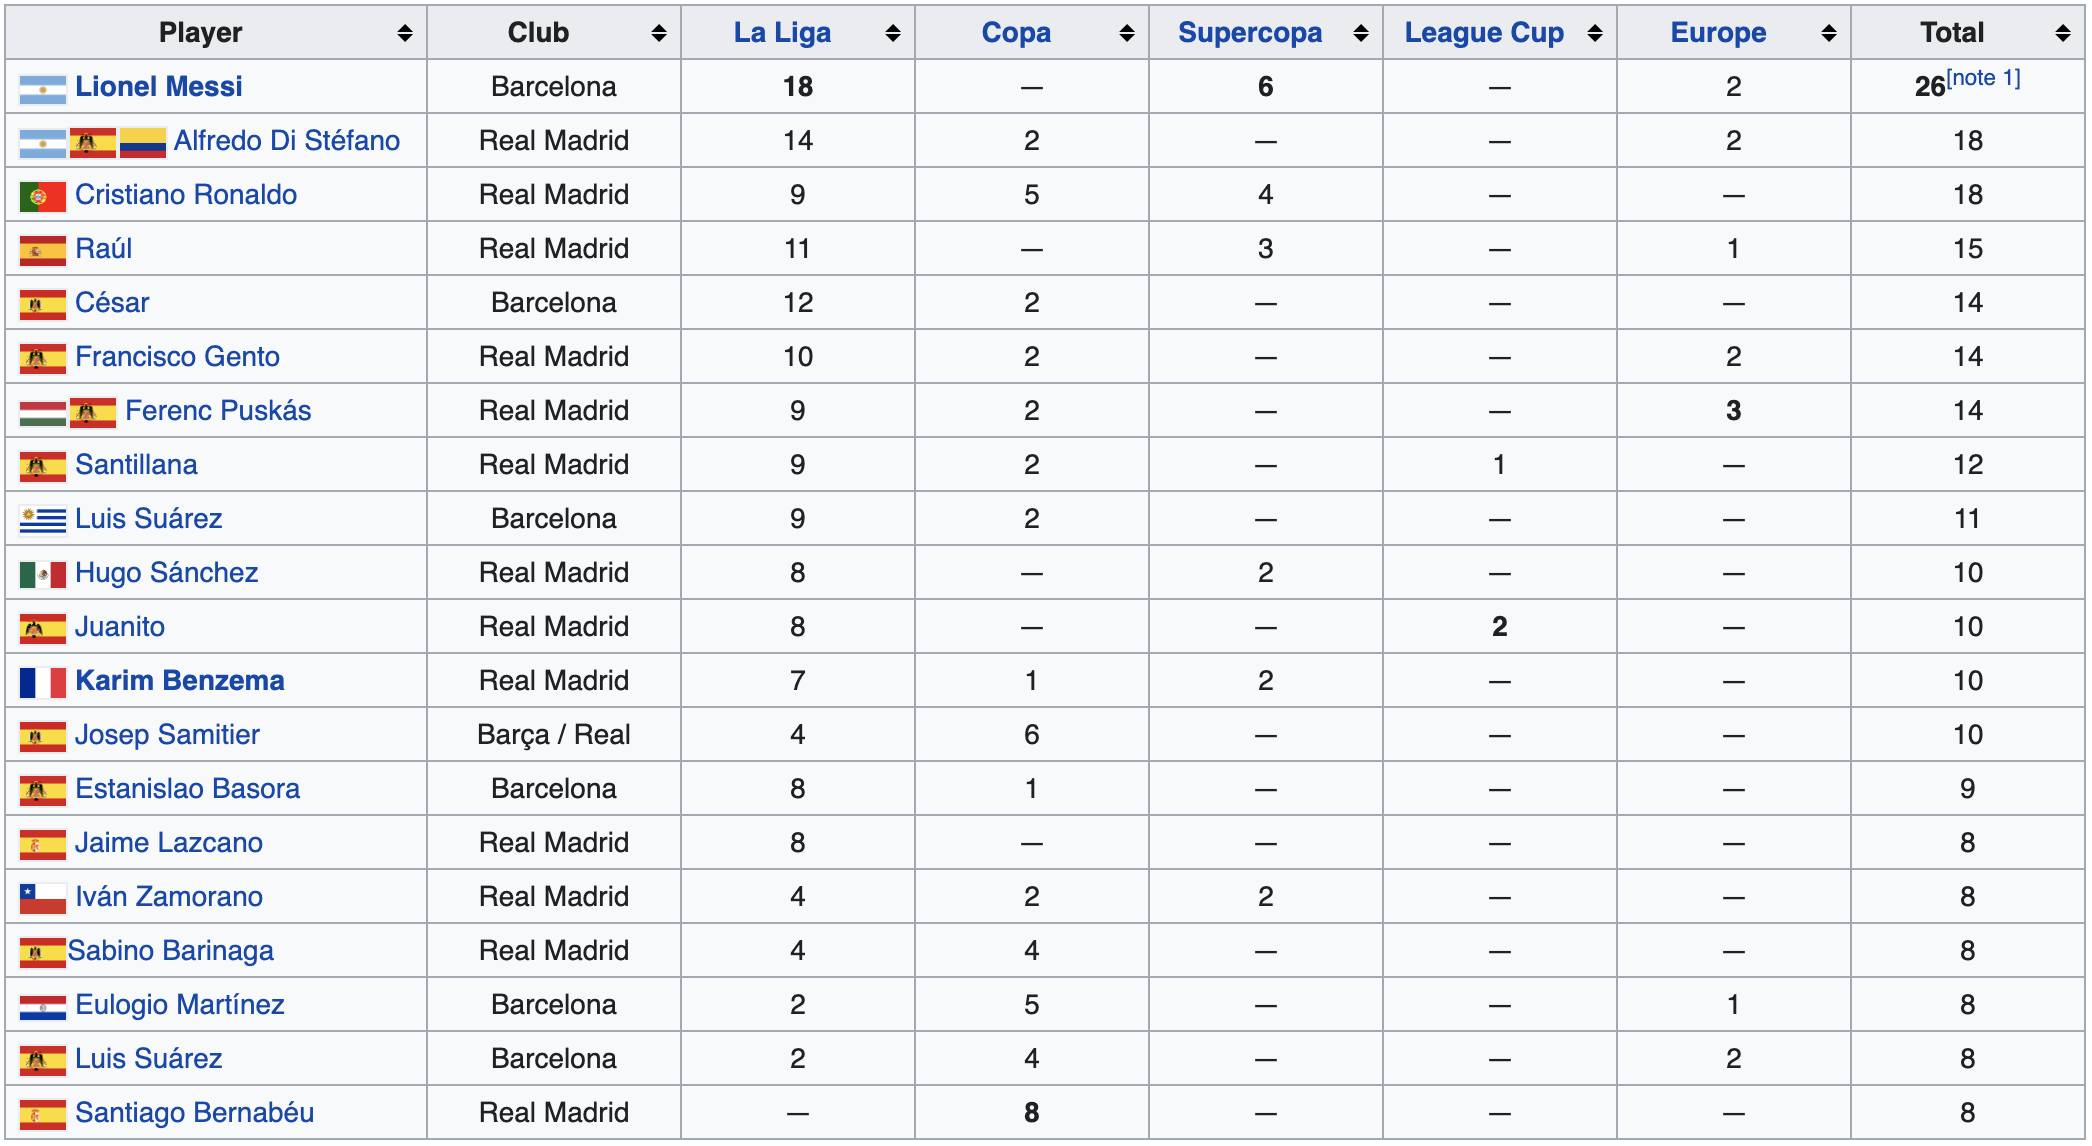 Player Club La Liga Copa Supercopa League Cup Europe Total
Lionel Messi Barcelona 18 — 6 — 2 26[note 1]
Alfredo Di Stéfano Real Madrid 14 2 — — 2 18
Cristiano Ronaldo Real Madrid 9 5 4 — — 18
Raúl Real Madrid 11 — 3 — 1 15
César Barcelona 12 2 — — — 14
Francisco Gento Real Madrid 10 2 — — 2 14
Ferenc Puskás Real Madrid 9 2 — — 3 14
Santillana Real Madrid 9 2 — 1 — 12
Luis Suárez Barcelona 9 2 — — — 11
Hugo Sánchez Real Madrid 8 — 2 — — 10
Juanito Real Madrid 8 — — 2 — 10
Karim Benzema Real Madrid 7 1 2 — — 10
Josep Samitier Barça / Real 4 6 — — — 10
Estanislao Basora Barcelona 8 1 — — — 9
Jaime Lazcano Real Madrid 8 — — — — 8
Iván Zamorano Real Madrid 4 2 2 — — 8
Sabino Barinaga Real Madrid 4 4 — — — 8
Eulogio Martínez Barcelona 2 5 — — 1 8
Luis Suárez Barcelona 2 4 — — 2 8
Santiago Bernabéu Real Madrid — 8 — — — 8